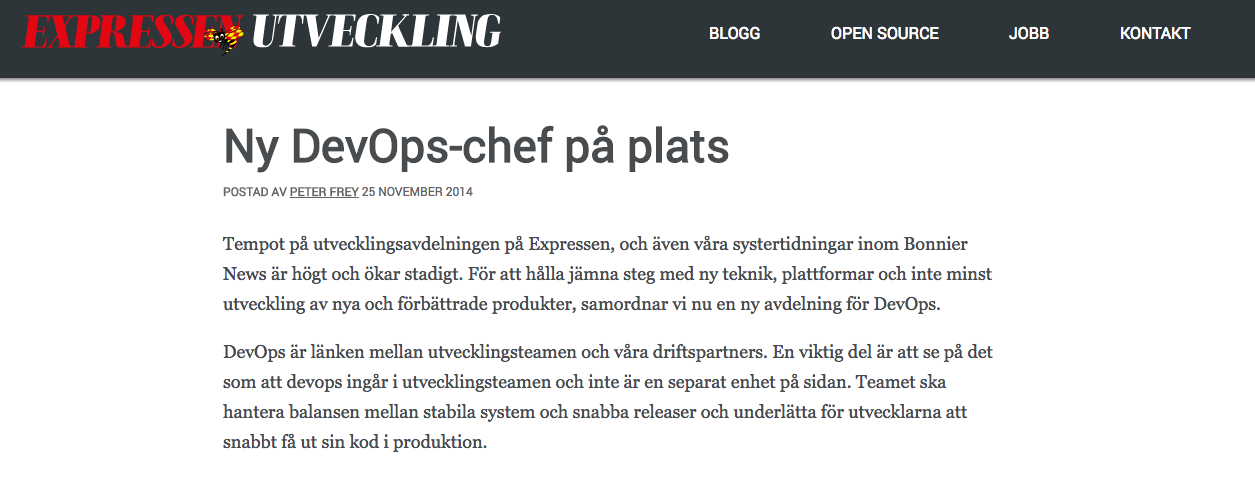 EXPRESSEN UTVECKLING
BLOGG OPEN SOURCE JOBB KONTAKT
Ny DevOps-chef på plats
POSTAD AV PETER FREY 25 NOVEMBER 2014
Tempot på utvecklingsavdelningen på Expressen, och även våra systertidningar inom Bonnier
News är högt och ökar stadigt. För att hålla jämna steg med ny teknik, plattformar och inte minst
utveckling av nya och förbättrade produkter, samordnar vi nu en ny avdelning för DevOps.
DevOps är länken mellan utvecklingsteamen och våra driftspartners. En viktig del är att se på det
som att devops ingår i utvecklingsteamen och inte är en separat enhet på sidan. Teamet ska
hantera balansen mellan stabila system och snabba releaser och underlätta för utvecklarna att
snabbt få ut sin kod i produktion.